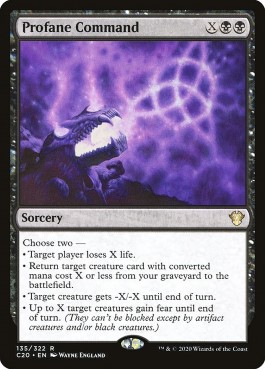 Profane Command X
Sorcery
Choose two —
• Target player loses X life.
• Return target creature card with converted
mana cost X or less from your graveyard to the
battlefield.
• Target creature gets -X/-X until end of turn.
• Up to X target creatures gain fear until end
of turn. (They can't be blocked except by artifact
creatures and/or black creatures.)
135/322 R
C20 • EN Wayne England
™ & © 2020 Wizards of the Coast